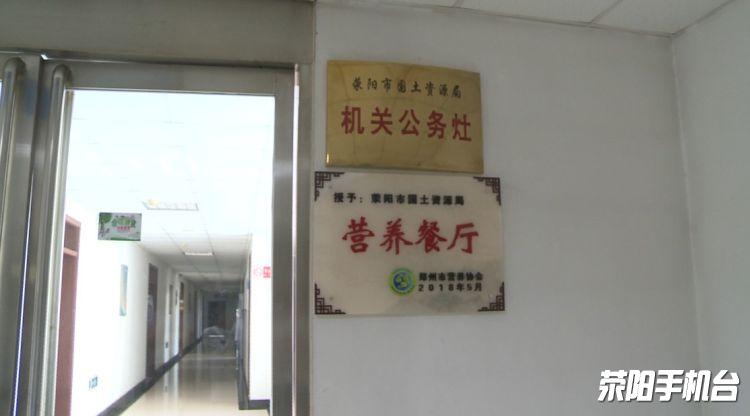 荥阳市国土资源局
机关公务灶
授予：荥阳市国土资源局
营养餐厅
郑州市营养协会
2018年5月
荥阳手机台